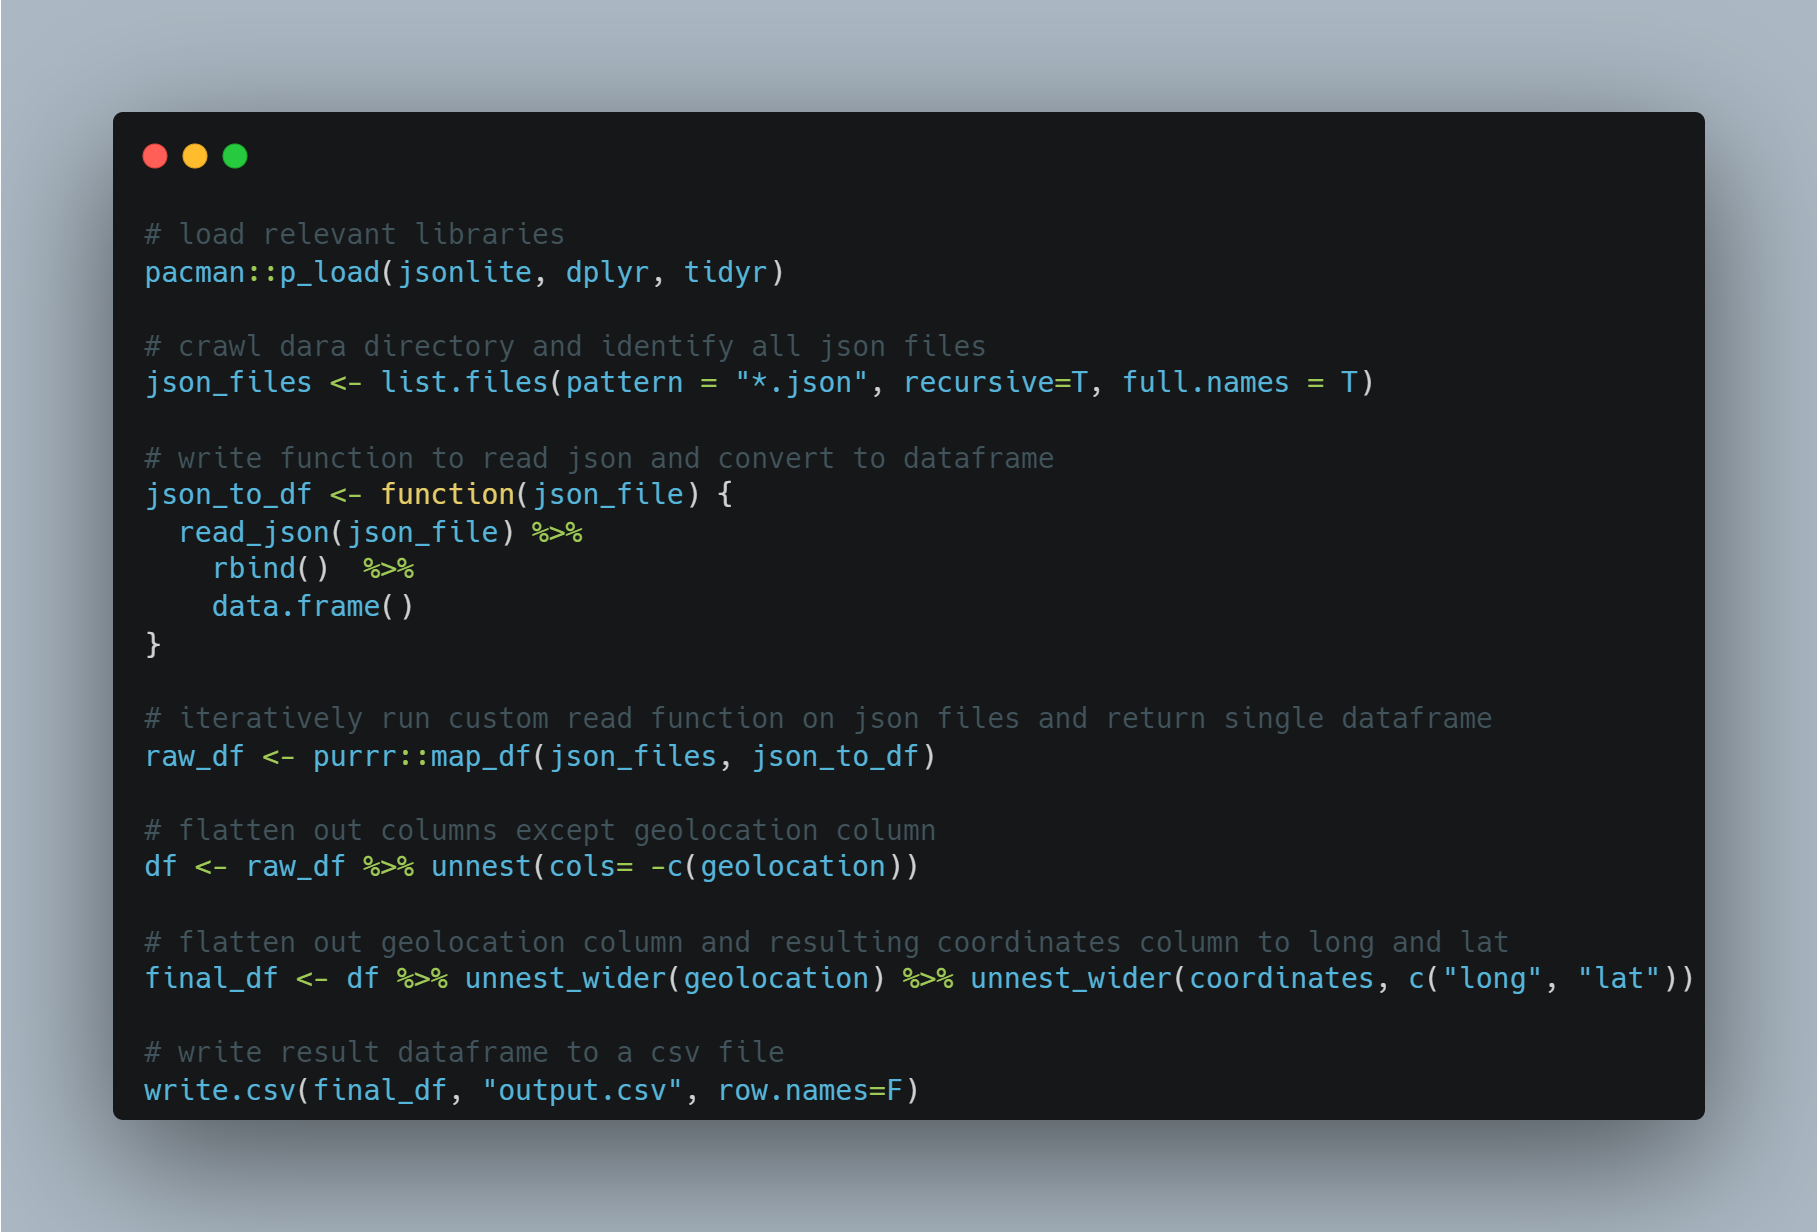 # load relevant libraries
pacman::p_load(jsonlite, dplyr, tidyr)
# crawl dara directory and identify all json files
json_files <- list.files(pattern = "*.json", recursive=T, full.names = T)
# write function to read json and convert to dataframe
json_to_df <- function(json_file) {
  read_json(json_file) %>%
    rbind()  %>%
    data.frame()
}
# iteratively run custom read function on json files and return single dataframe
raw_df <- purrr::map_df(json_files, json_to_df)
# flatten out columns except geolocation column
df <- raw_df %>% unnest(cols= -c(geolocation))
# flatten out geolocation column and resulting coordinates column to long and lat
final_df <- df %>% unnest_wider(geolocation) %>% unnest_wider(coordinates, c("long", "lat"))
# write result dataframe to a csv file
write.csv(final_df, "output.csv", row.names=F)